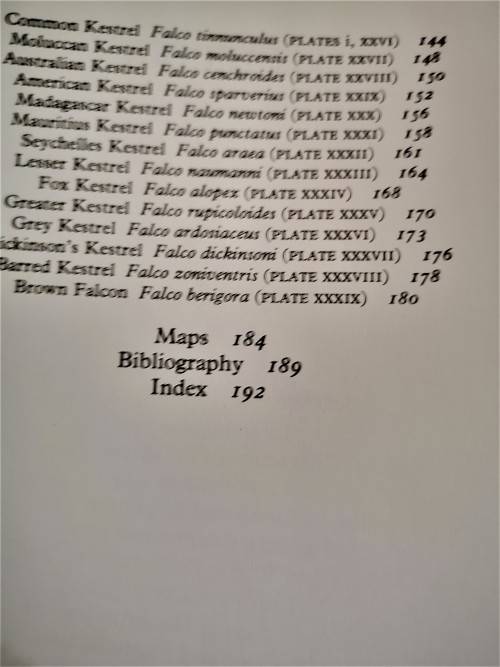 Common Kestrel Falco tinnunculus (PLATES i, XXVI) 144
Moluccan Kestrel Falco moluccensis (PLATE XXVII) 148
Australian Kestrel Falco cenchroides (PLATE XXVIII) 150
American Kestrel Falco sparverius (PLATE XXIX) 152
Madagascar Kestrel Falco newtoni (PLATE XXX) 156
Mauritius Kestrel Falco punctatus (PLATE XXXI) 158
Seychelles Kestrel Falco araea (PLATE XXXII) 161
Lesser Kestrel Falco naumanni (PLATE XXXIII) 164
Fox Kestrel Falco alopex (PLATE XXXIV) 168
Greater Kestrel Falco rupicoloides (PLATE XXXV) 170
Grey Kestrel Falco ardosiaceus (PLATE XXXVI) 173
ickinson's Kestrel Falco dickinsoni (PLATE XXXVII) 176
Barred Kestrel Falco zoniventris (PLATE XXXVIII) 178
Brown Falcon Falco berigora (PLATE XXXIX) 180
Maps 184
Bibliography 189
Index 192